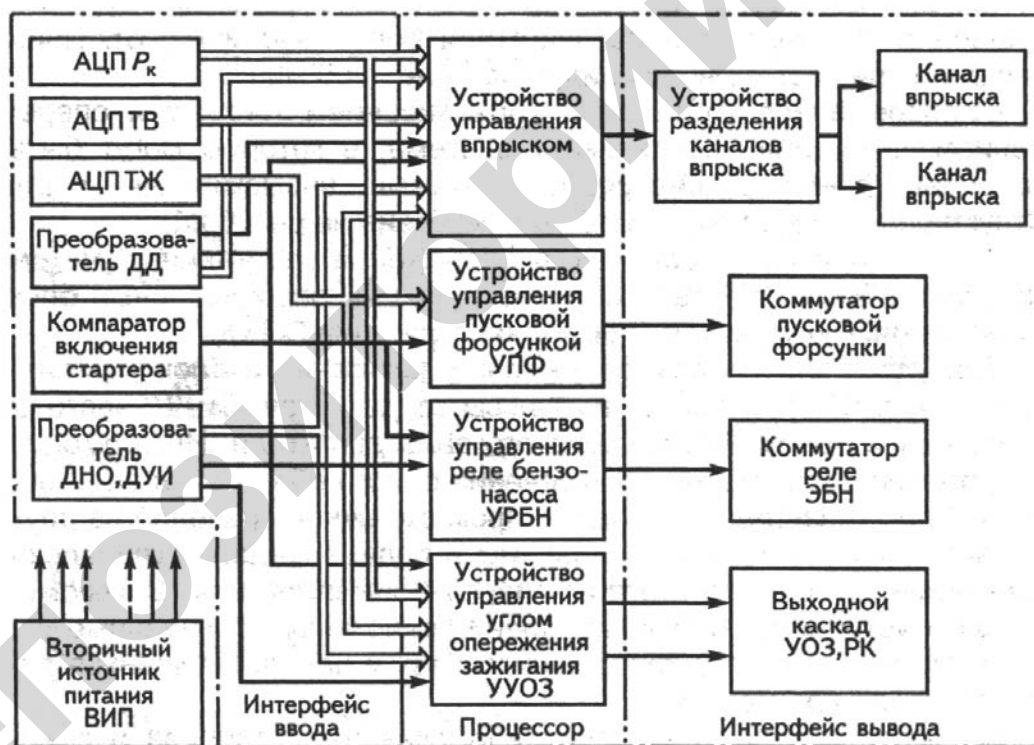 АЦП Pк
АЦП ТВ
АЦП ТЖ
Преобразова-
тель ДД
Компаратор
включения
стартера
Преобразова-
тель
ДНО,ДУИ
Вторичный
источник
питания
ВИП
Интерфейс
ввода
Устройство
управления
впрыском
Устройство
управления
пусковой
форсункой
УПФ
Устройство
управления
реле бензо-
насоса
УРБН
Устройство
управления
углом
опережения
зажигания
УУОЗ
Процессор
Устройство
разделения
каналов
впрыска
Канал
впрыска
Канал
впрыска
Коммутатор
пусковой
форсунки
Коммутатор
реле
ЭБН
Выходной
каскад
УОЗ,РК
Интерфейс вывода